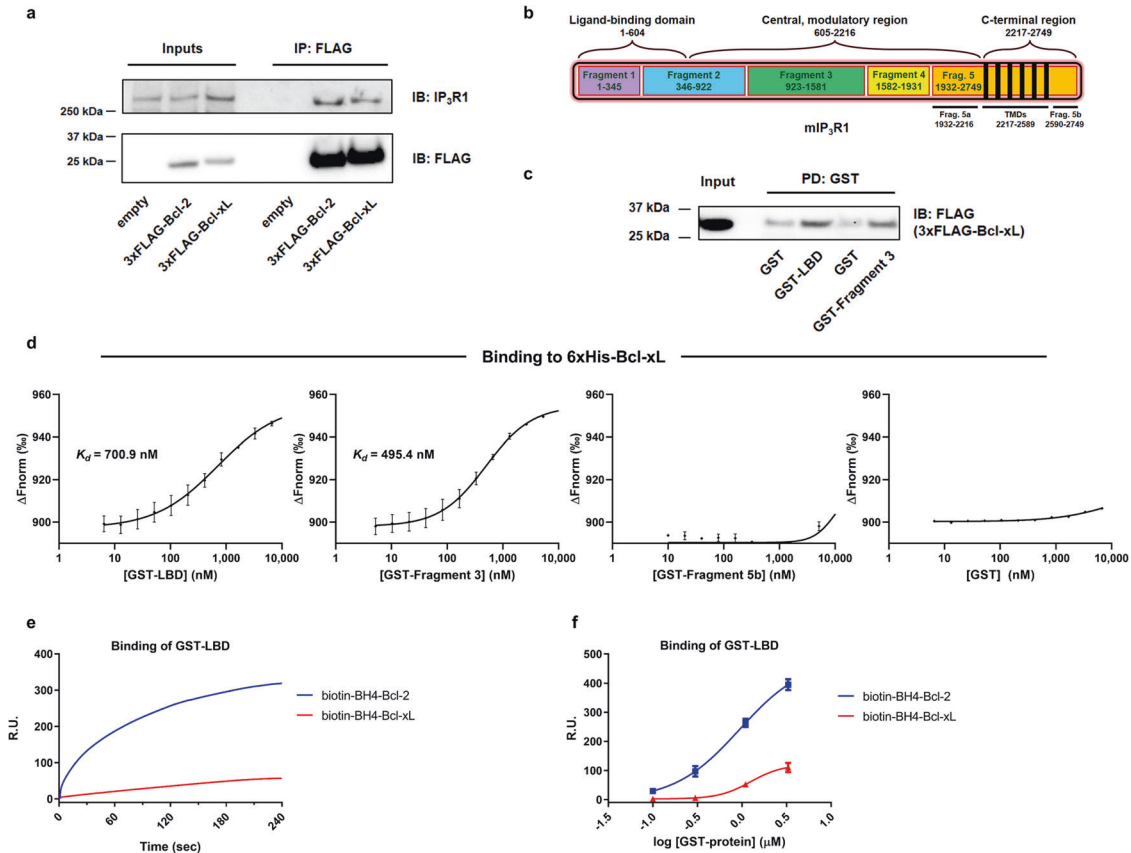 a
Inputs
IP: FLAG
250 kDa
IB: IP3R1
37 kDa
25 kDa
IB: FLAG
empty
3xFLAG-Bcl-2
3xFLAG-Bcl-xL
empty
3xFLAG-Bcl-2
3xFLAG-Bcl-xL
b
Ligand-binding domain
1-604
Central, modulatory region
605-2216
C-terminal region
2217-2749
Fragment 1
1-345
Fragment 2
346-922
Fragment 3
923-1581
Fragment 4
1582-1931
Frag. 5
1932-2749
mIP3R1
Frag. 5a
1932-2216
TMDs
2217-2589
Frag. 5b
2590-2749
c
Input
PD: GST
37 kDa
25 kDa
IB: FLAG
(3xFLAG-Bcl-xL)
GST
GST-LBD
GST
GST-Fragment 3
d
Binding to 6xHis-Bcl-xL
ΔFnorm (‰)
960
940
920
900
Kd = 700.9 nM
1 10 100 1,000 10,000
[GST-LBD] (nM)
ΔFnorm (‰)
960
940
920
900
Kd = 495.4 nM
1 10 100 1,000 10,000
[GST-Fragment 3] (nM)
ΔFnorm (‰)
960
940
920
900
1 10 100 1,000 10,000
[GST-Fragment 5b] (nM)
ΔFnorm (‰)
960
940
920
900
1 10 100 1,000 10,000
[GST] (nM)
e
Binding of GST-LBD
R.U.
400
300
200
100
0
0 60 120 180 240
Time (sec)
biotin-BH4-Bcl-2
biotin-BH4-Bcl-xL
f
Binding of GST-LBD
R.U.
500
400
300
200
100
0
-1.5 -1.0 -0.5 0.0 0.5 1.0
log [GST-protein] (µM)
biotin-BH4-Bcl-2
biotin-BH4-Bcl-xL